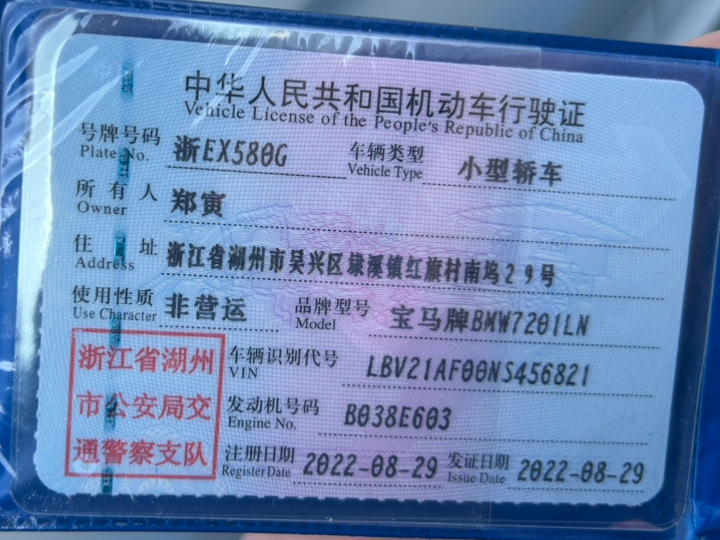 中华人民共和国机动车行驶证
Vehicle License of the People's Republic of China
号牌号码 浙EX580G 车辆类型 小型轿车
Plate No. Vehicle Type
所有人 郑寅
Owner
住址 浙江省湖州市吴兴区埭溪镇红旗村南坞29号
Address
使用性质 非营运 品牌型号 宝马牌BMW7201LN
Use Character Model
浙江省湖州
市公安局交
通警察支队
车辆识别代号 LBV21AF00NS456821
VIN
发动机号码 B038E603
Engine No.
注册日期 2022-08-29 发证日期 2022-08-29
Register Date Issue Date